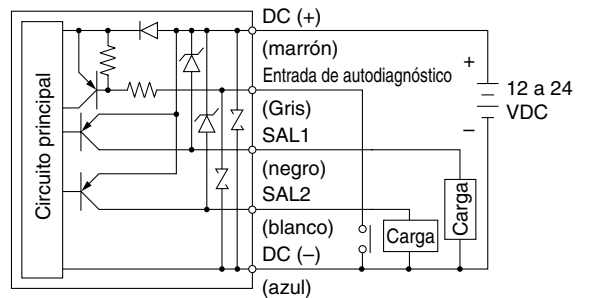 DC (+)
(marrón)
Entrada de autodiagnóstico
(Gris)
SAL1
(negro)
SAL2
(blanco)
DC (–)
(azul)
Circuito principal
+
12 a 24
VDC
–
Carga
Carga